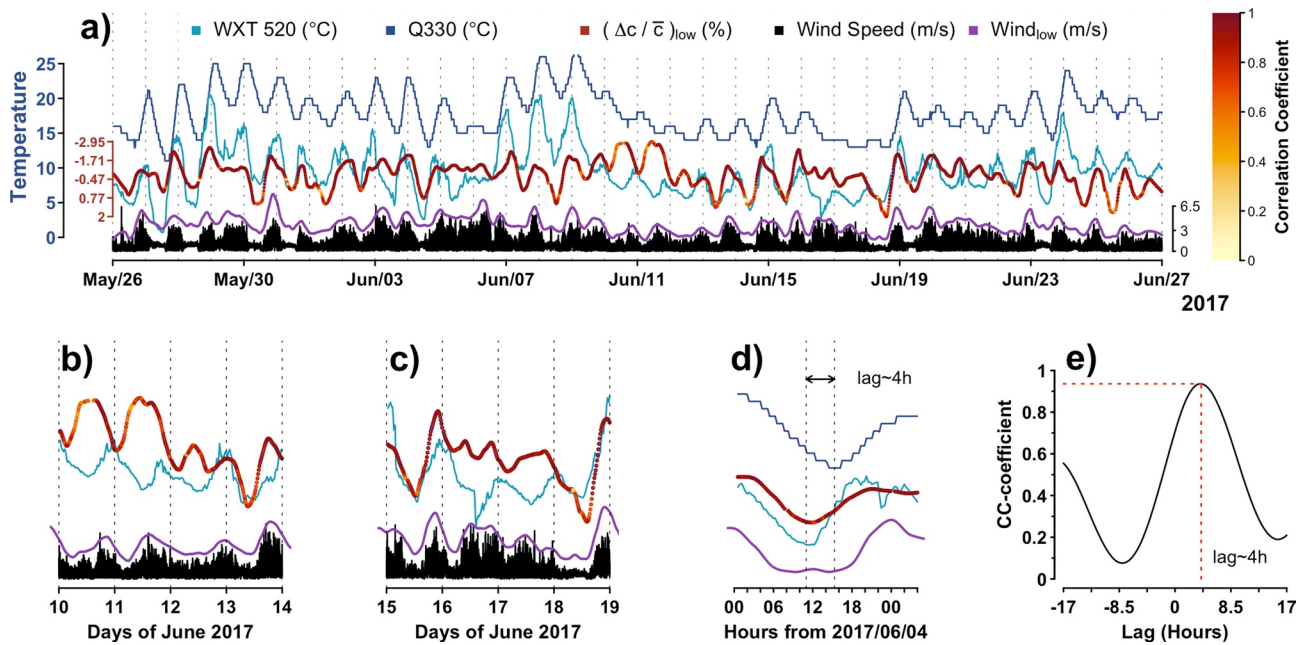 a)
WXT 520 (°C) Q330 (°C) ( Δc / c̅ )low (%) Wind Speed (m/s) Windlow (m/s)
Temperature
25
20
15
10
5
0
-2.95
-1.71
-0.47
0.77
2
6.5
3
0
May/26 May/30 Jun/03 Jun/07 Jun/11 Jun/15 Jun/19 Jun/23 Jun/27
2017
1
0.8
0.6
0.4
0.2
0
Correlation Coefficient
b)
10 11 12 13 14
Days of June 2017
c)
15 16 17 18 19
Days of June 2017
d)
lag~4h
00 06 12 18 00
Hours from 2017/06/04
e)
CC-coefficient
1
0.8
0.6
0.4
0.2
0
lag~4h
-17 -8.5 0 8.5 17
Lag (Hours)